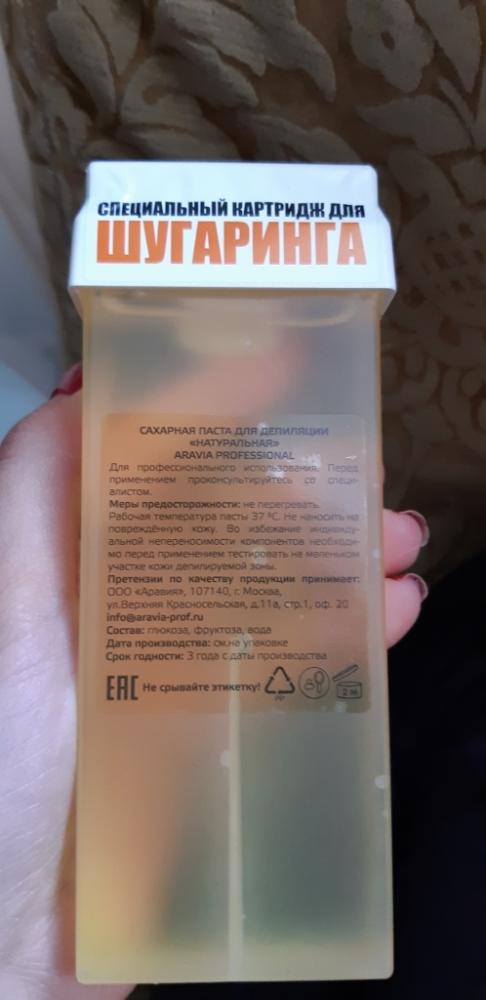 СПЕЦИАЛЬНЫЙ КАРТРИДЖ ДЛЯ
ШУГАРИНГА
САХАРНАЯ ПАСТА ДЛЯ ДЕПИЛЯЦИИ
«НАТУРАЛЬНАЯ»
ARAVIA PROFESSIONAL
Для профессионального использования. Перед
применением проконсультируйтесь со специ-
алистом.
Меры предосторожности: не перегревать.
Рабочая температура пасты 37 °С. Не наносить на
повреждённую кожу. Во избежание индивиду-
альной непереносимости компонентов необходи-
мо перед применением тестировать на маленьком
участке кожи депилируемой зоны.
Претензии по качеству продукции принимает:
ООО «Аравия», 107140, г. Москва,
ул.Верхняя Красносельская, д.11а, стр.1, оф. 20
info@aravia-prof.ru
Состав: глюкоза, фруктоза, вода
Дата производства: см.на упаковке
Срок годности: 3 года с даты производства
ЕАС Не срывайте этикетку! PP 2 M